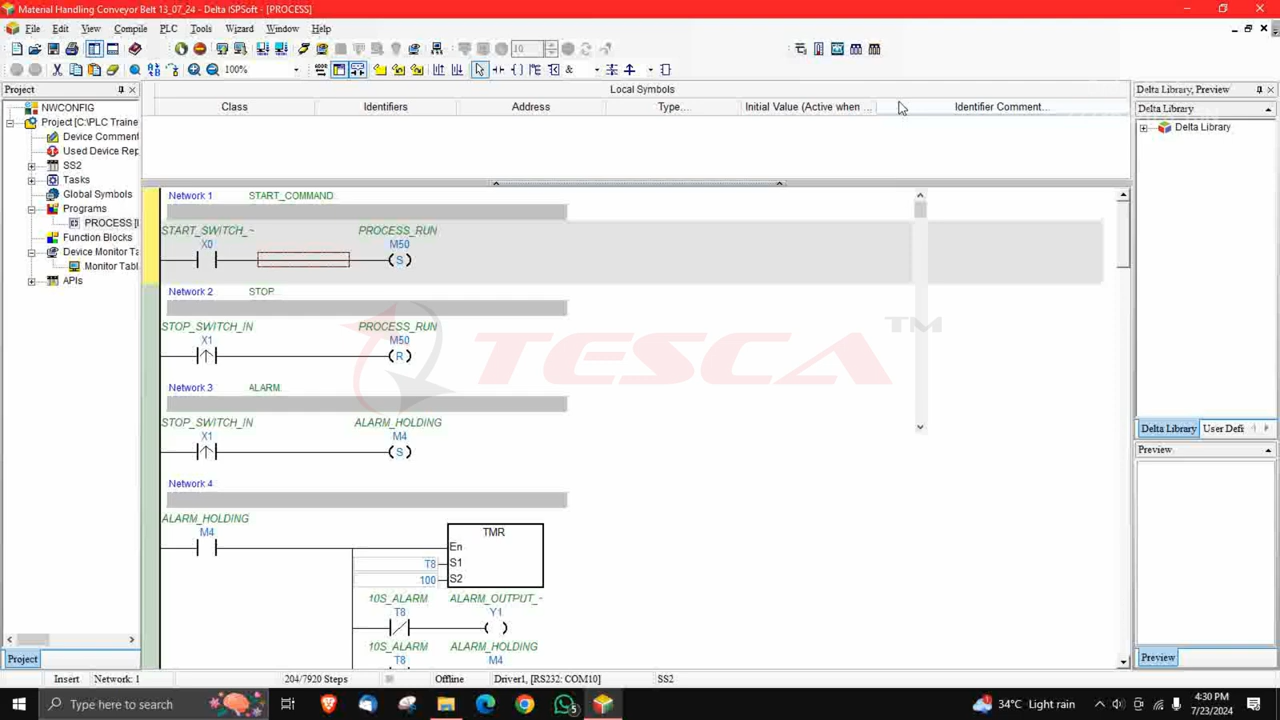 Material Handling Conveyor Belt 13_07_24 - Delta ISPSoft - [PROCESS]
File Edit View Compile PLC Tools Wizard Window Help
10
100%
&
Project
NWCONFIG
Project [C:\PLC Traine
Device Comment
Used Device Rep
SS2
Tasks
Global Symbols
Programs
PROCESS [
Function Blocks
Device Monitor Ta
Monitor Tabl
APIs
Project
Local Symbols
Class Identifiers Address Type... Initial Value (Active when ... Identifier Comment...
Network 1 START_COMMAND
START_SWITCH_~ PROCESS_RUN
X0 M50
S
Network 2 STOP
STOP_SWITCH_IN PROCESS_RUN
X1 M50
R
Network 3 ALARM
STOP_SWITCH_IN ALARM_HOLDING
X1 M4
S
Network 4
ALARM_HOLDING
M4 TMR
En
T8 S1
100 S2
10S_ALARM ALARM_OUTPUT_~
T8 Y1
10S_ALARM ALARM_HOLDING
T8 M4
TESCA™
Delta Library, Preview
Delta Library
Delta Library
Delta Library User Defi
Preview
Preview
Insert Network: 1 204/7920 Steps Offline Driver1, [RS232: COM10] SS2
Type here to search
5
34°C Light rain
4:30 PM
7/23/2024